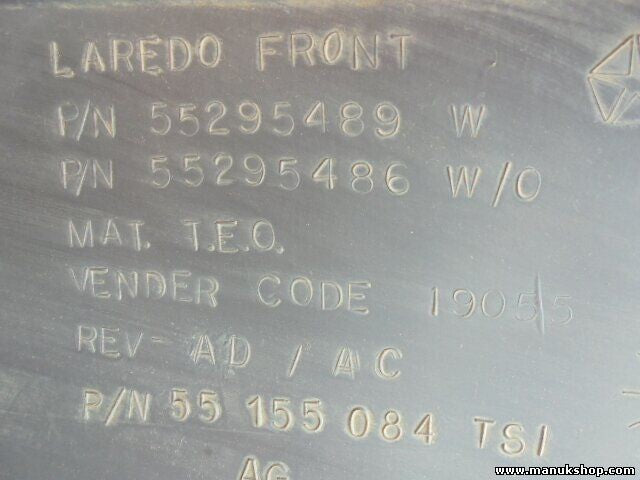 LAREDO FRONT
P/N 55295489 W
P/N 55295486 W/O
MAT. T.E.O.
VENDER CODE 19055
REV- AD / AC
P/N 55 155 084 TSI
AG
www.manukshop.com